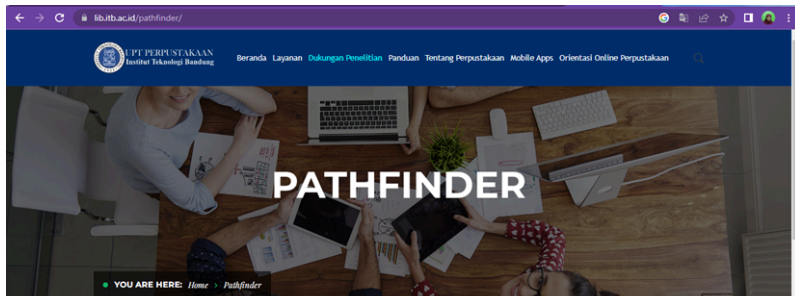 lib.itb.ac.id/pathfinder/
UPT PERPUSTAKAAN
Institut Teknologi Bandung
Beranda Layanan Dukungan Penelitian Panduan Tentang Perpustakaan Mobile Apps Orientasi Online Perpustakaan
PATHFINDER
YOU ARE HERE: Home > Pathfinder